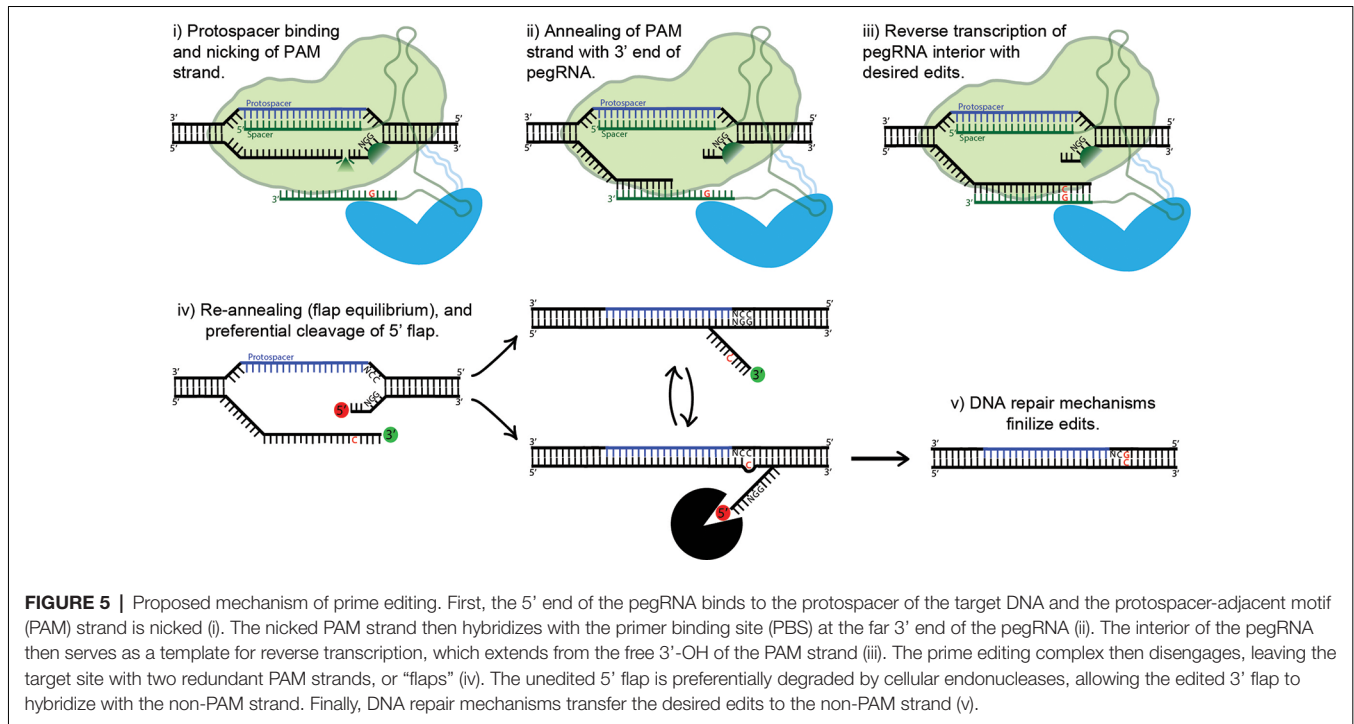 i) Protospacer binding
and nicking of PAM
strand.
3'
5'
Protospacer
5'
Spacer
NGG
5'
3'
3'
G
ii) Annealing of PAM
strand with 3' end of
pegRNA.
3'
5'
Protospacer
5'
Spacer
NGG
5'
3'
3'
G
iii) Reverse transcription of
pegRNA interior with
desired edits.
3'
5'
Protospacer
5'
Spacer
NGG
5'
3'
C
3'
G
iv) Re-annealing (flap equilibrium), and
preferential cleavage of 5' flap.
3'
5'
Protospacer
NCC
NGG
5'
3'
5'
C
3'
3'
5'
NCC
NGG
5'
3'
C
3'
3'
5'
NCC
C
5'
3'
NGG
5'
v) DNA repair mechanisms
finilize edits.
3'
5'
NCG
C
5'
3'
FIGURE 5 | Proposed mechanism of prime editing. First, the 5' end of the pegRNA binds to the protospacer of the target DNA and the protospacer-adjacent motif
(PAM) strand is nicked (i). The nicked PAM strand then hybridizes with the primer binding site (PBS) at the far 3' end of the pegRNA (ii). The interior of the pegRNA
then serves as a template for reverse transcription, which extends from the free 3'-OH of the PAM strand (iii). The prime editing complex then disengages, leaving the
target site with two redundant PAM strands, or “flaps” (iv). The unedited 5' flap is preferentially degraded by cellular endonucleases, allowing the edited 3' flap to
hybridize with the non-PAM strand. Finally, DNA repair mechanisms transfer the desired edits to the non-PAM strand (v).